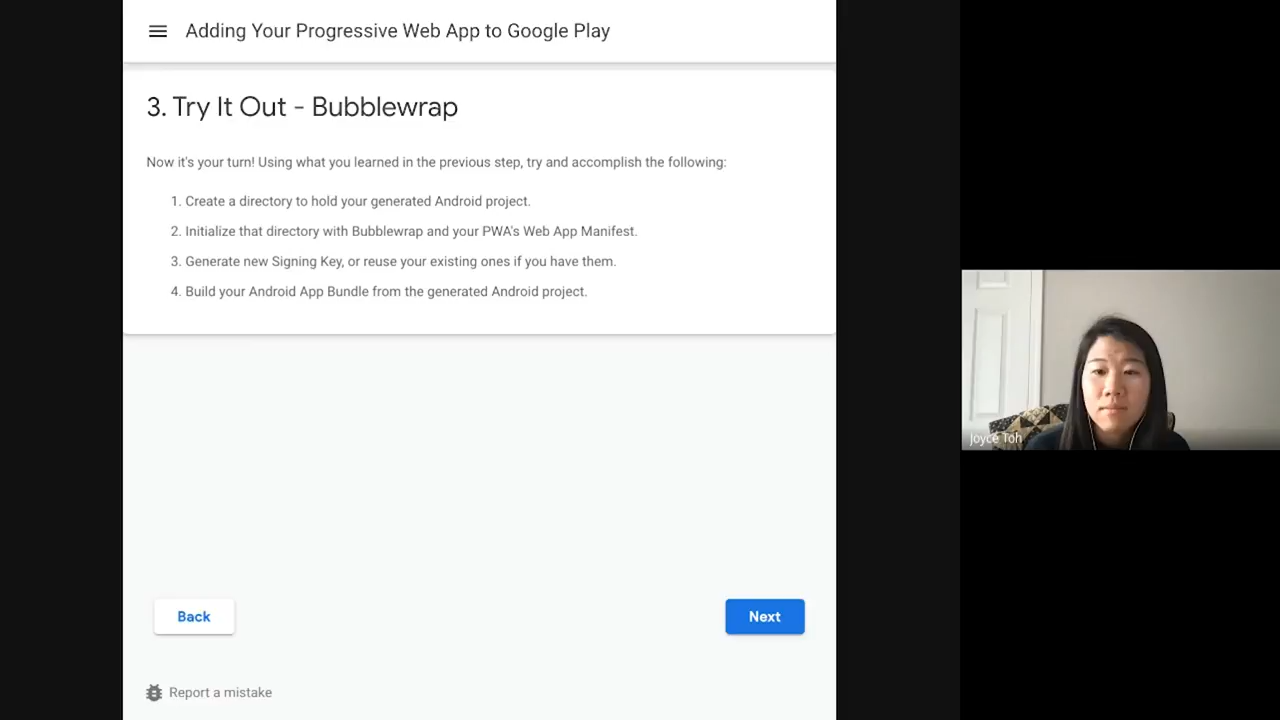 Adding Your Progressive Web App to Google Play
3. Try It Out - Bubblewrap
Now it's your turn! Using what you learned in the previous step, try and accomplish the following:
1. Create a directory to hold your generated Android project.
2. Initialize that directory with Bubblewrap and your PWA's Web App Manifest.
3. Generate new Signing Key, or reuse your existing ones if you have them.
4. Build your Android App Bundle from the generated Android project.
Joyce Toh
Back
Next
Report a mistake